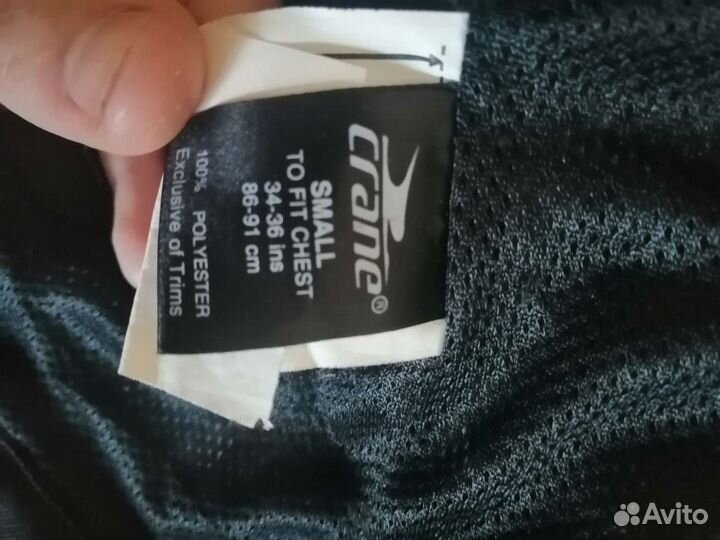 crane®
SMALL
TO FIT CHEST
34-36 ins
86-91 cm
100% POLYESTER
Exclusive of Trims
Avito